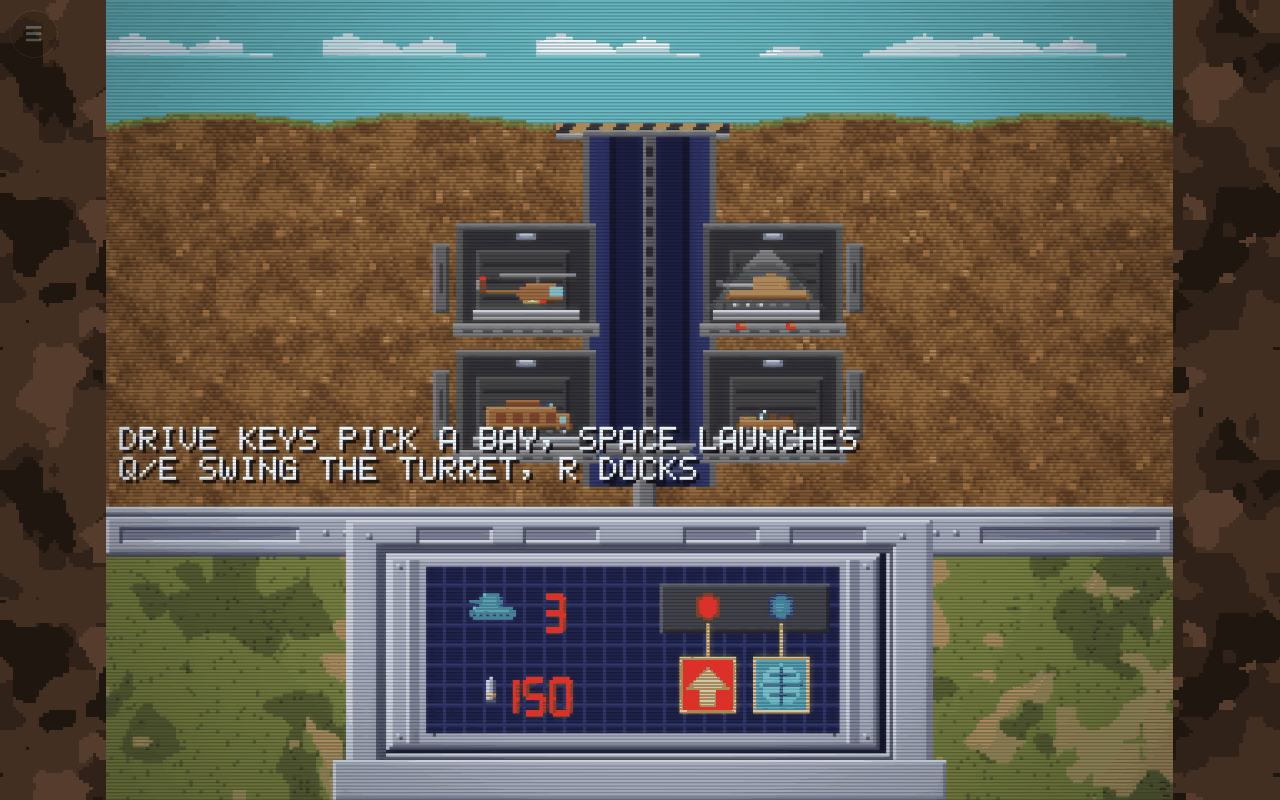 DRIVE KEYS PICK A BAY, SPACE LAUNCHES
Q/E SWING THE TURRET, R DOCKS
3
150